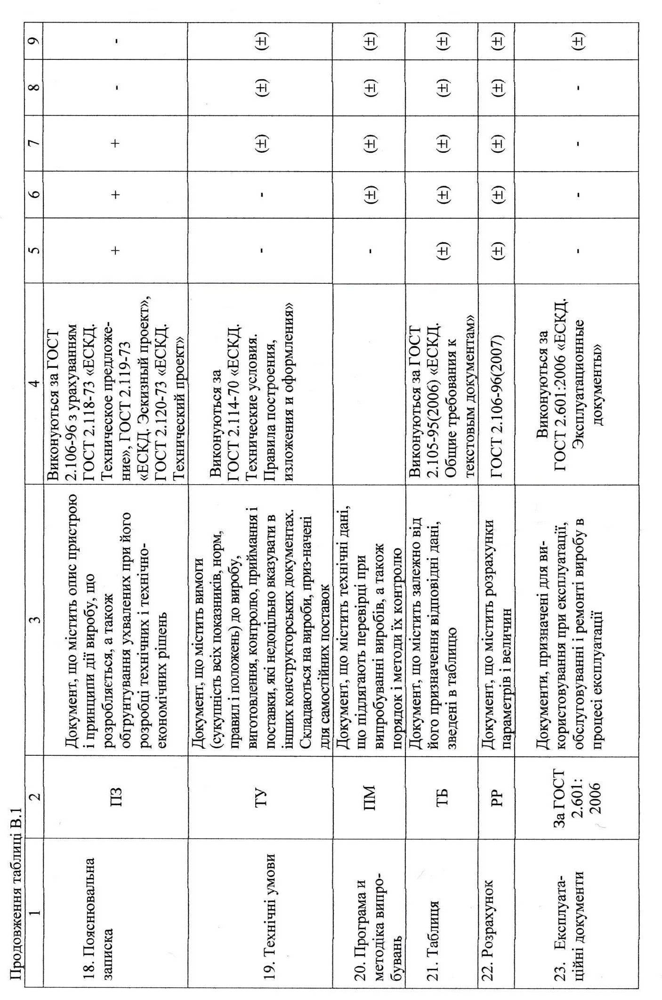 Продовження таблиці В.1
1
2
3
4
5
6
7
8
9
18. Пояснювальна
записка
ПЗ
Документ, що містить опис пристрою
і принципи дії виробу, що
розробляється, а також
обгрунтування ухвалених при його
розробці технічних і технічно-
економічних рішень
Виконуються за ГОСТ
2.106-96 з урахуванням
ГОСТ 2.118-73 «ЕСКД.
Техническое предложе-
ние», ГОСТ 2.119-73
«ЕСКД. Эскизный проект»,
ГОСТ 2.120-73 «ЕСКД.
Технический проект»
+
+
+
-
-
19. Технічні умови
ТУ
Документ, що містить вимоги
(сукупність всіх показників, норм,
правил і положень) до виробу,
виготовлення, контролю, приймання і
поставки, які недоцільно вказувати в
інших конструкторських документах.
Складаються на вироби, приз-начені
для самостійних поставок
Виконуються за
ГОСТ 2.114-70 «ЕСКД.
Технические условия.
Правила построения,
изложения и оформления»
-
-
(±)
(±)
(±)
20. Програма и
методіка випро-
бувань
ПМ
Документ, що містить технічні дані,
що підлягають перевірці при
випробуванні виробів, а також
порядок і методи їх контролю
-
(±)
(±)
(±)
(±)
21. Таблиця
ТБ
Документ, що містить залежно від
його призначення відповідні дані,
зведені в таблицю
Виконуються за ГОСТ
2.105-95(2006) «ЕСКД.
Общие требования к
текстовым документам»
(±)
(±)
(±)
(±)
(±)
22. Розрахунок
РР
Документ, що містить розрахунки
параметрів і величин
ГОСТ 2.106-96(2007)
(±)
(±)
(±)
(±)
(±)
23. Експлуата-
ційні документи
За ГОСТ
2.601:
2006
Документи, призначені для ви-
користовування при експлуатації,
обслуговуванні і ремонті виробу в
процесі експлуатації
Виконуються за
ГОСТ 2.601:2006 «ЕСКД.
Эксплуатационные
документы»
-
-
-
-
(±)